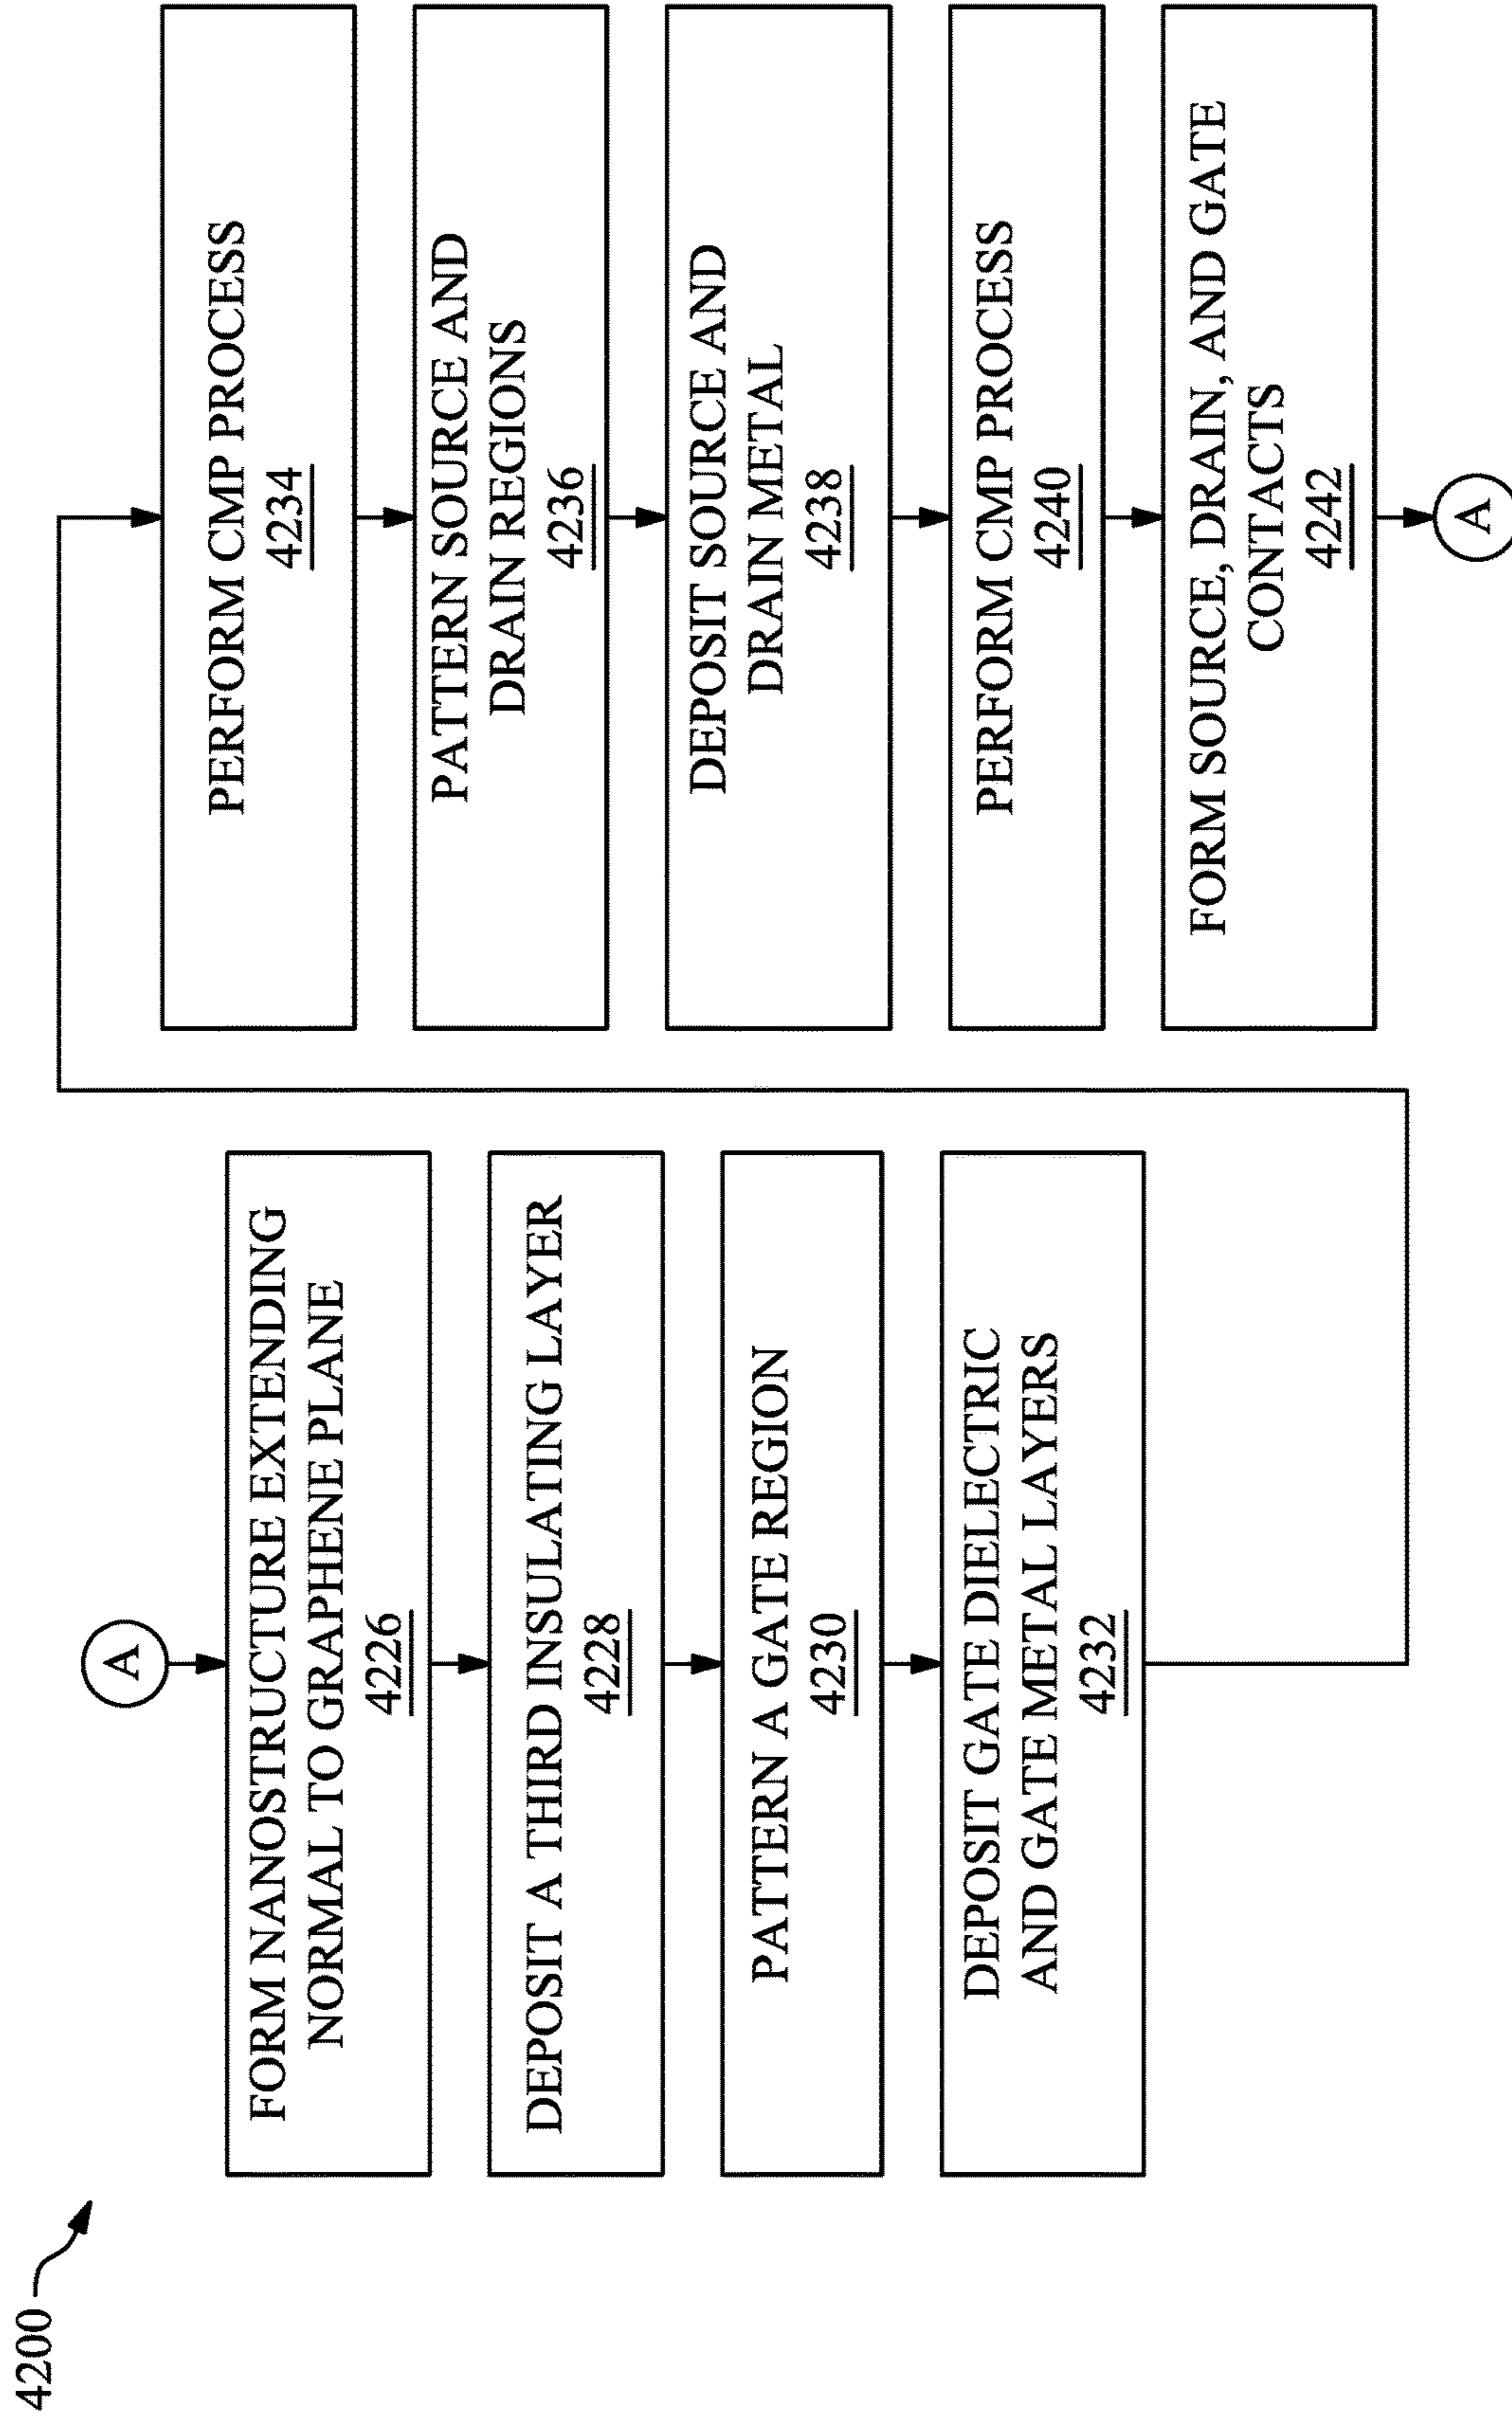 4200
A
FORM NANOSTRUCTURE EXTENDING
NORMAL TO GRAPHENE PLANE
4226
DEPOSIT A THIRD INSULATING LAYER
4228
PATTERN A GATE REGION
4230
DEPOSIT GATE DIELECTRIC
AND GATE METAL LAYERS
4232
PERFORM CMP PROCESS
4234
PATTERN SOURCE AND
DRAIN REGIONS
4236
DEPOSIT SOURCE AND
DRAIN METAL
4238
PERFORM CMP PROCESS
4240
FORM SOURCE, DRAIN, AND GATE
CONTACTS
4242
A